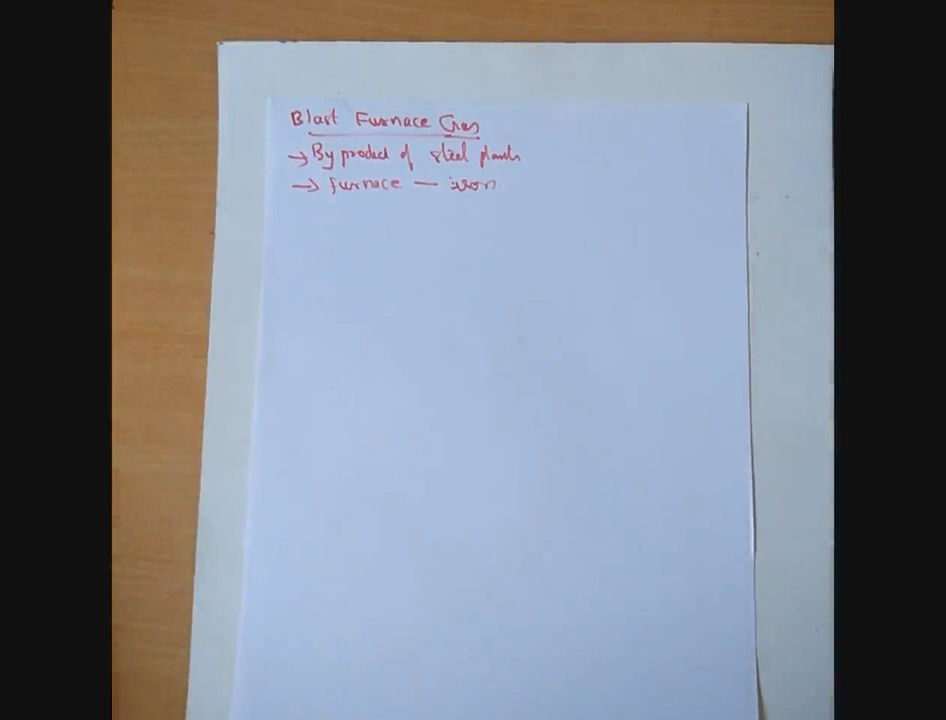 Blast Furnace Gas
→ By product of steel plants
→ furnace — iron